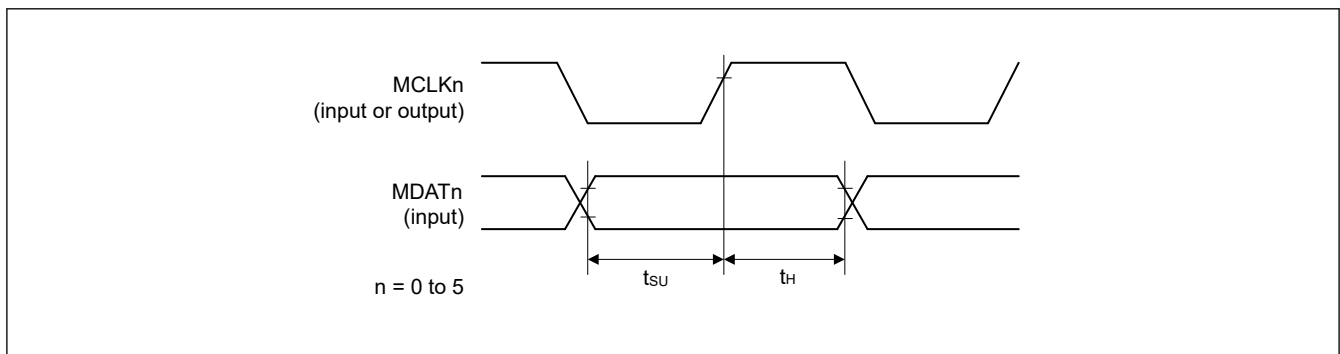 MCLKn
(input or output)
MDATn
(input)
tSU
tH
n = 0 to 5